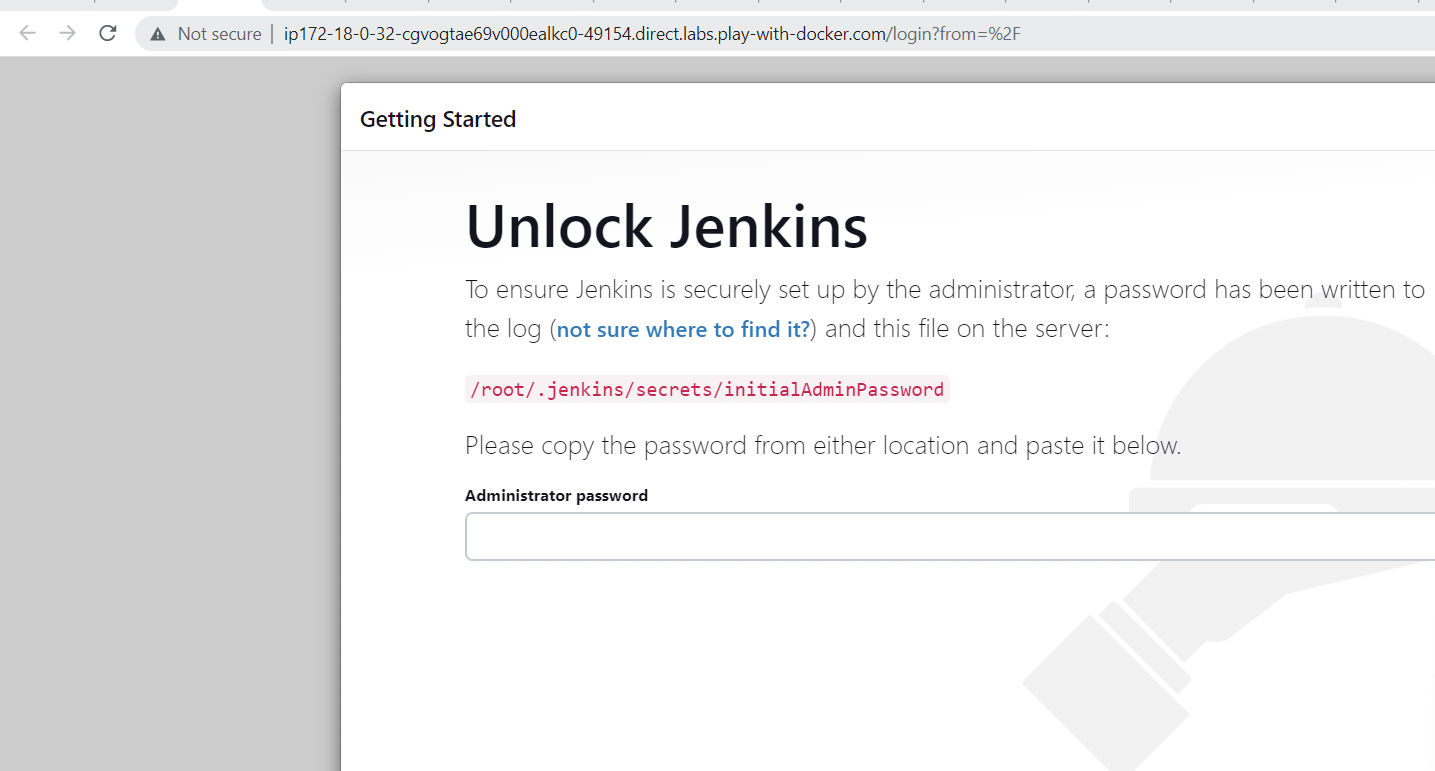 Not secure | ip172-18-0-32-cgvogtae69v000ealkc0-49154.direct.labs.play-with-docker.com/login?from=%2F
Getting Started
Unlock Jenkins
To ensure Jenkins is securely set up by the administrator, a password has been written to
the log (not sure where to find it?) and this file on the server:
/root/.jenkins/secrets/initialAdminPassword
Please copy the password from either location and paste it below.
Administrator password